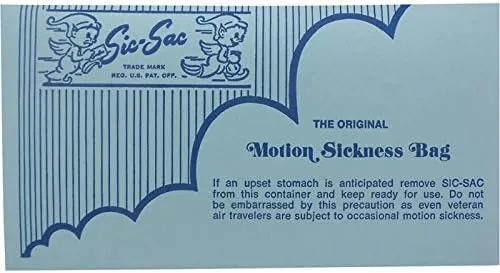 Sic-Sac
TRADE MARK
REG. U.S. PAT. OFF.
THE ORIGINAL
Motion Sickness Bag
If an upset stomach is anticipated remove SIC-SAC
from this container and keep ready for use. Do not
be embarrassed by this precaution as even veteran
air travelers are subject to occasional motion sickness.